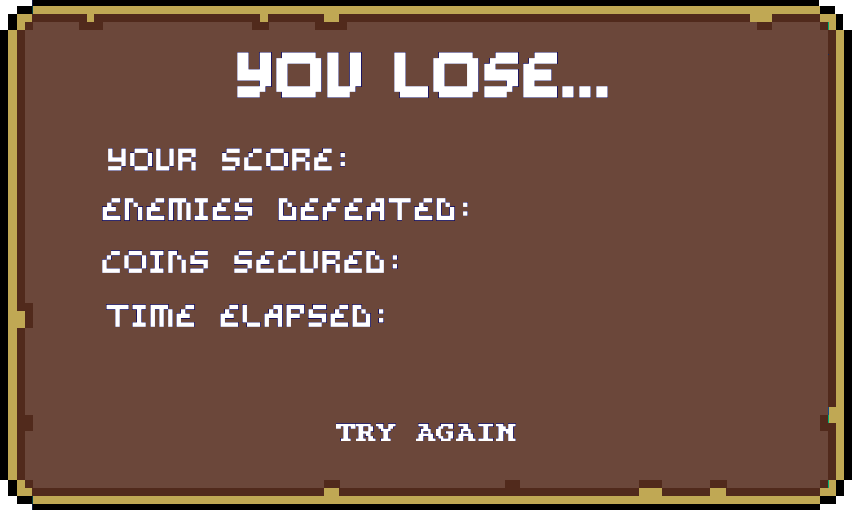 YOU LOSE...
YOUR SCORE:
ENEMIES DEFEATED:
COINS SECURED:
TIME ELAPSED:
TRY AGAIN